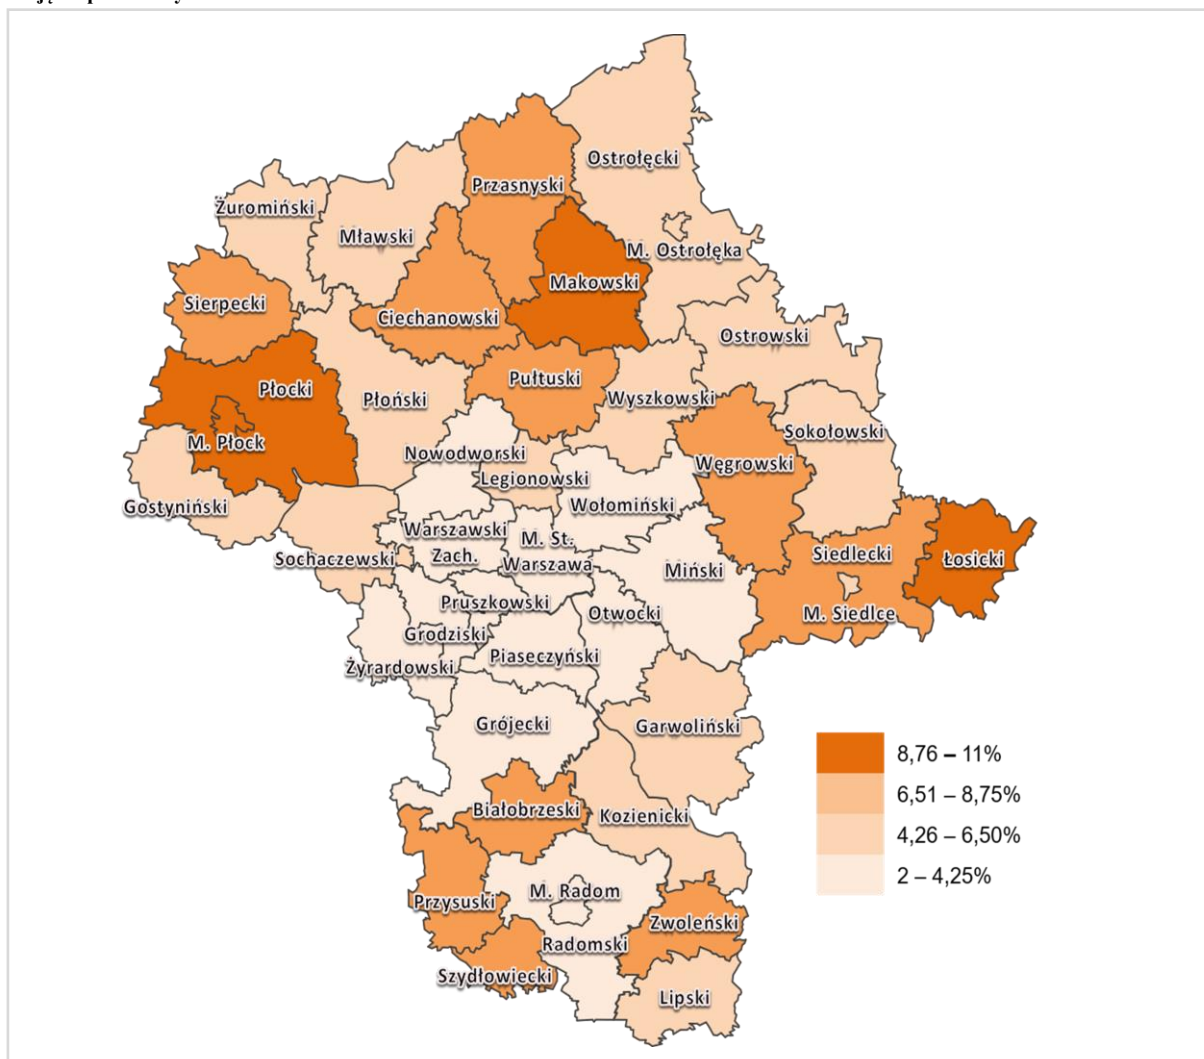 Ostrołęcki
Przasnyski
Żuromiński
Mławski
M. Ostrołęka
Makowski
Sierpecki
Ciechanowski
Ostrowski
Płocki
Pułtuski
Płoński
Wyszkowski
M. Płock
Sokołowski
Nowodworski
Węgrowski
Legionowski
Gostyniński
Wołomiński
Warszawski
Zach.
M. St.
Warszawa
Sochaczewski
Siedlecki
Łosicki
Miński
Pruszkowski
Otwocki
M. Siedlce
Grodziski
Piaseczyński
Żyrardowski
Grójecki
Garwoliński
8,76 – 11%
6,51 – 8,75%
4,26 – 6,50%
2 – 4,25%
Białobrzeski
Kozienicki
M. Radom
Przysuski
Zwoleński
Radomski
Szydłowiecki
Lipski